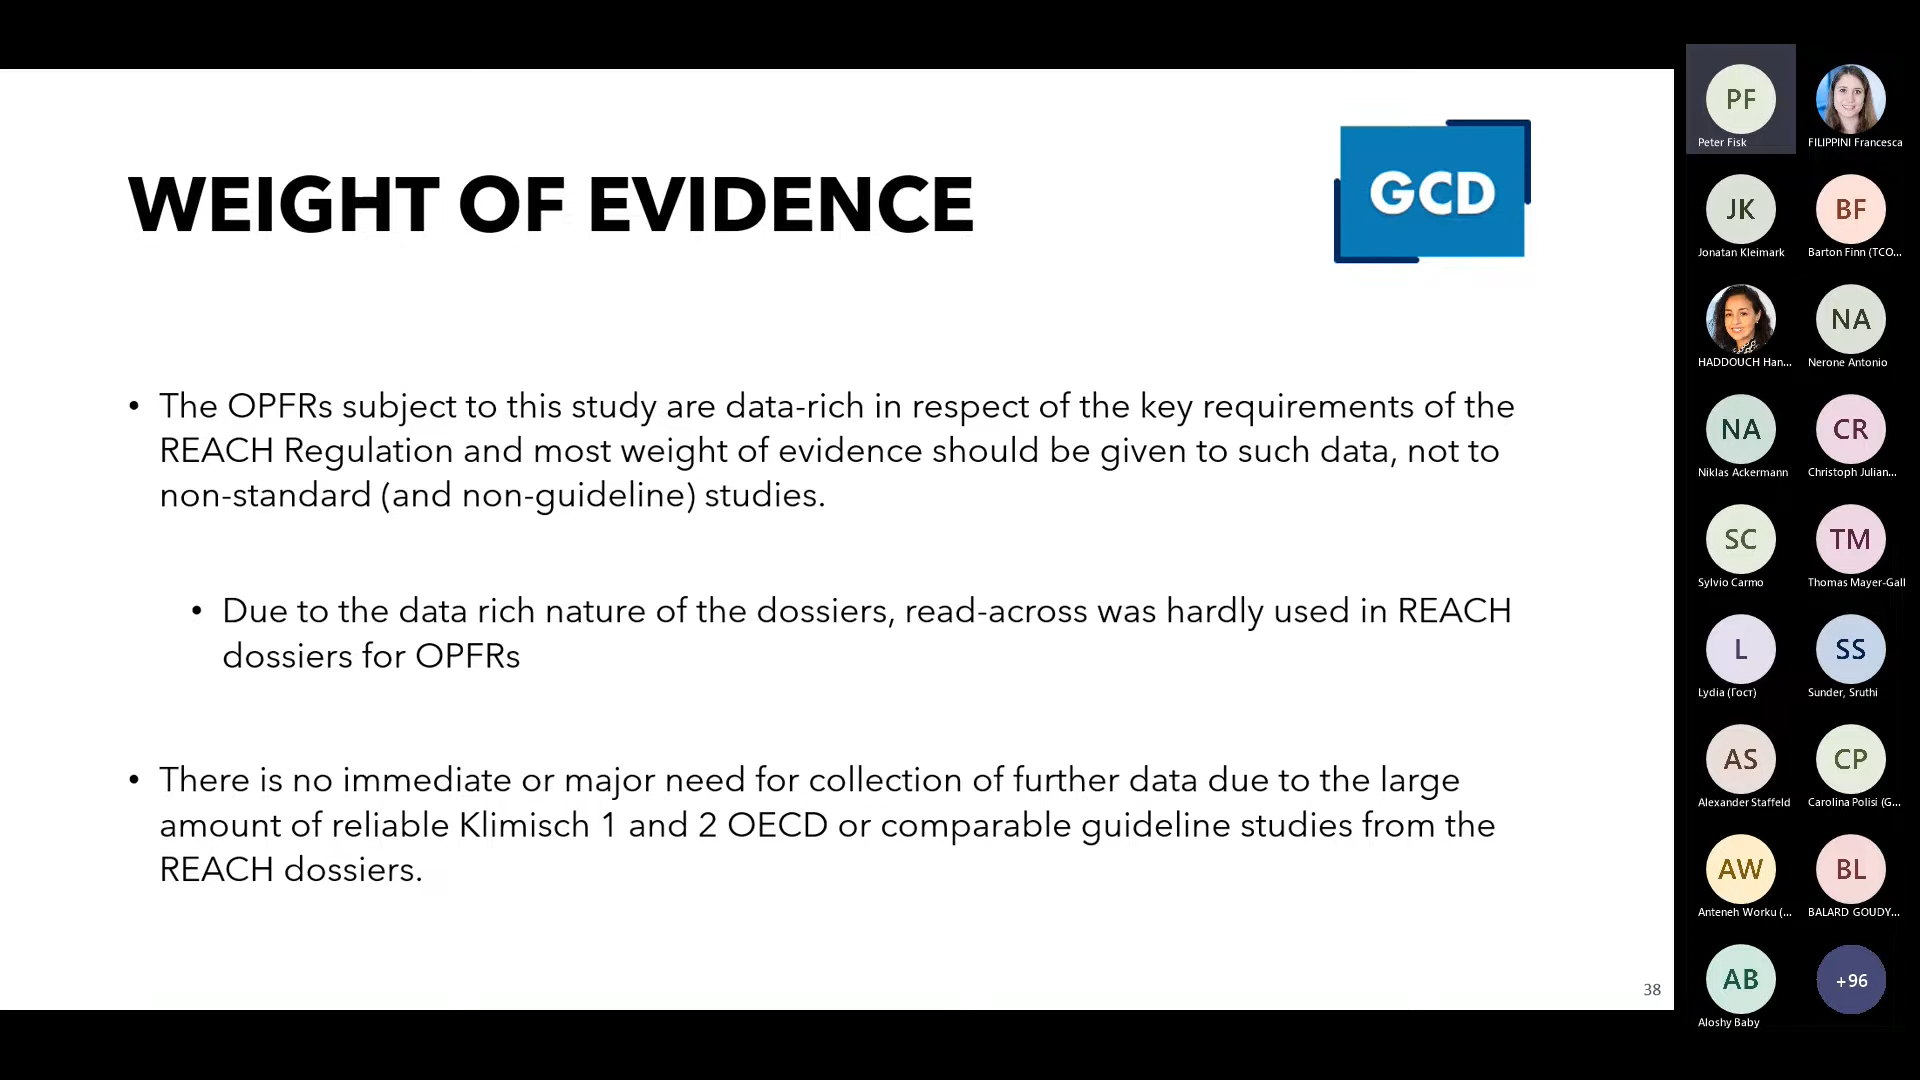 WEIGHT OF EVIDENCE
GCD
• The OPFRs subject to this study are data-rich in respect of the key requirements of the
REACH Regulation and most weight of evidence should be given to such data, not to
non-standard (and non-guideline) studies.
• Due to the data rich nature of the dossiers, read-across was hardly used in REACH
dossiers for OPFRs
• There is no immediate or major need for collection of further data due to the large
amount of reliable Klimisch 1 and 2 OECD or comparable guideline studies from the
REACH dossiers.
38
PF
Peter Fisk
FILIPPINI Francesca
JK
Jonatan Kleimark
BF
Barton Finn (TCO...
HADDOUCH Han...
NA
Nerone Antonio
NA
Niklas Ackermann
CR
Christoph Julian...
SC
Sylvio Carmo
TM
Thomas Mayer-Gall
L
Lydia (Гост)
SS
Sunder, Sruthi
AS
Alexander Staffeld
CP
Carolina Polisi (G...
AW
Anteneh Worku (...
BL
BALARD GOUDY...
AB
Aloshy Baby
+96